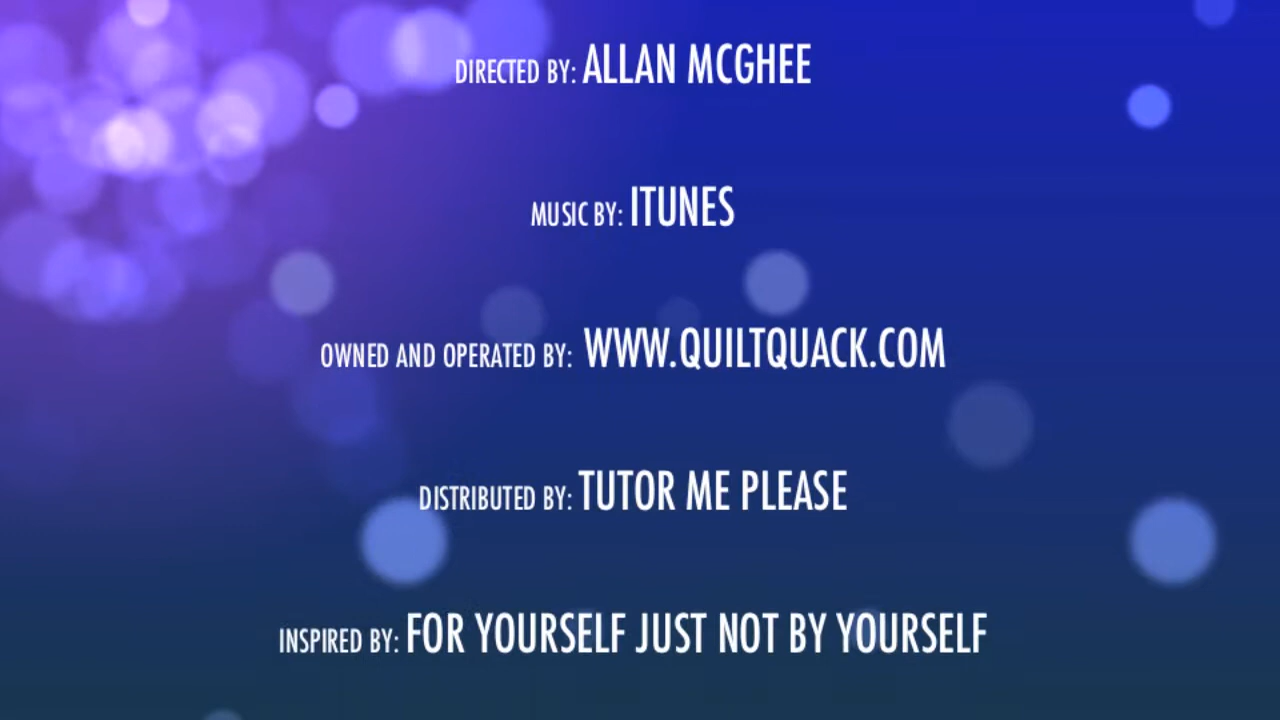 DIRECTED BY: ALLAN MCGHEE
MUSIC BY: ITUNES
OWNED AND OPERATED BY: WWW.QUILTQUACK.COM
DISTRIBUTED BY: TUTOR ME PLEASE
INSPIRED BY: FOR YOURSELF JUST NOT BY YOURSELF